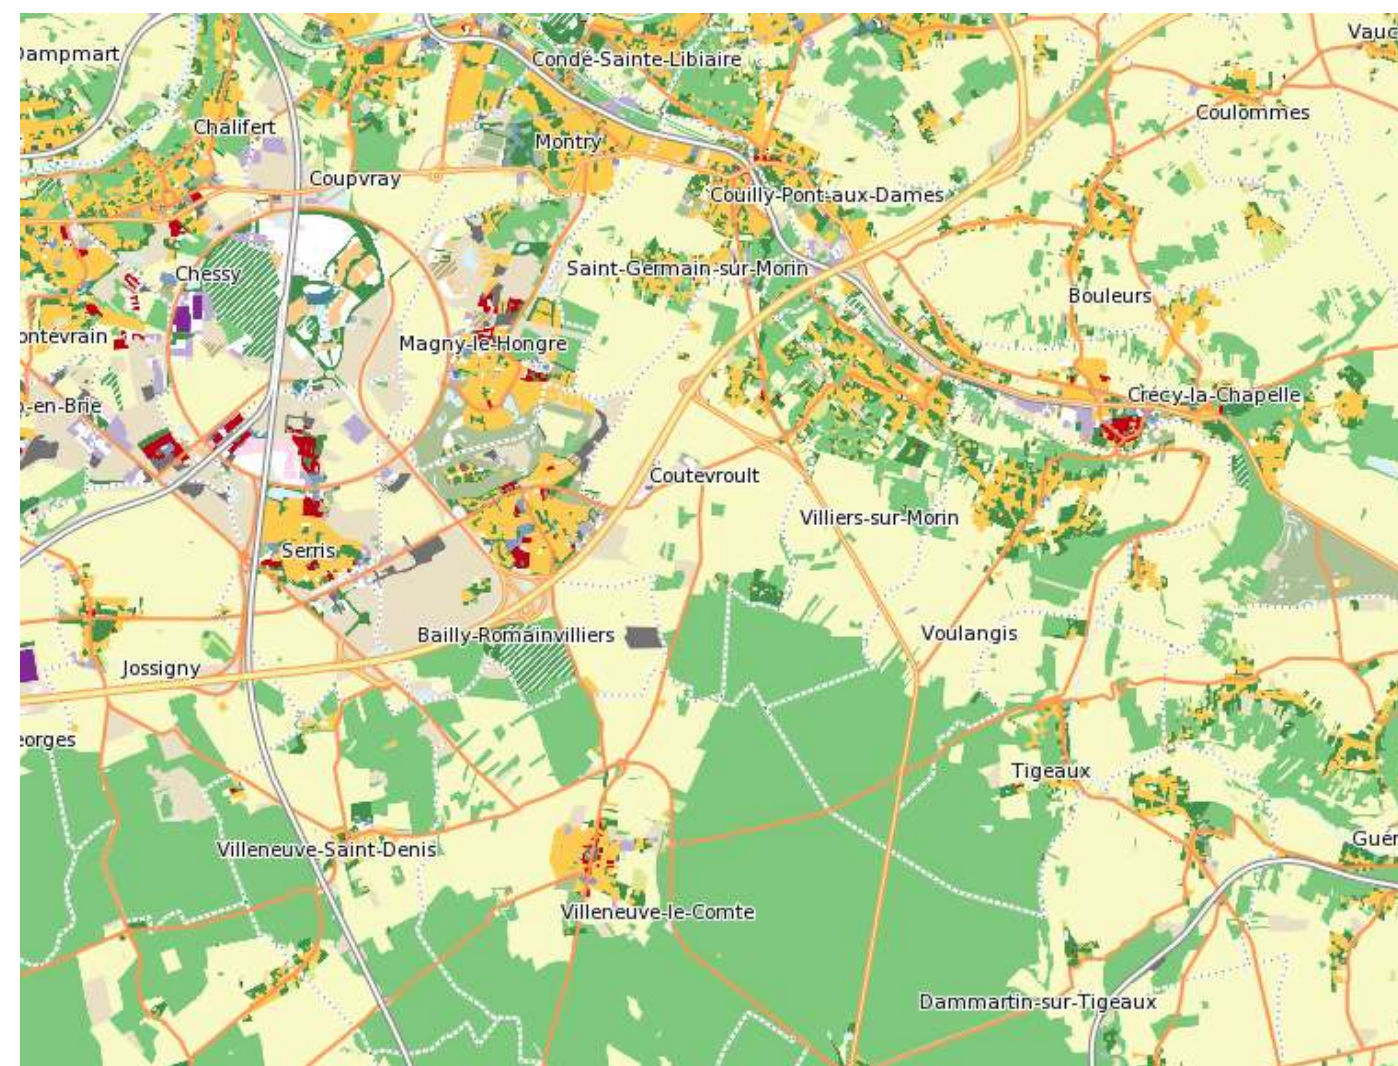 Dampmart
Condé-Sainte-Libiaire
Vauc
Coulommes
Chalifert
Montry
Coupvray
Couilly-Pont-aux-Dames
Chessy
Saint-Germain-sur-Morin
Bouleurs
ontévrain
Magny-le-Hongre
Crécy-la-Chapelle
o-en-Brie
Coutevroult
Villiers-sur-Morin
Serris
Bailly-Romainvilliers
Voulangis
Jossigny
eorges
Tigeaux
Guér
Villeneuve-Saint-Denis
Villeneuve-le-Comte
Dammartin-sur-Tigeaux